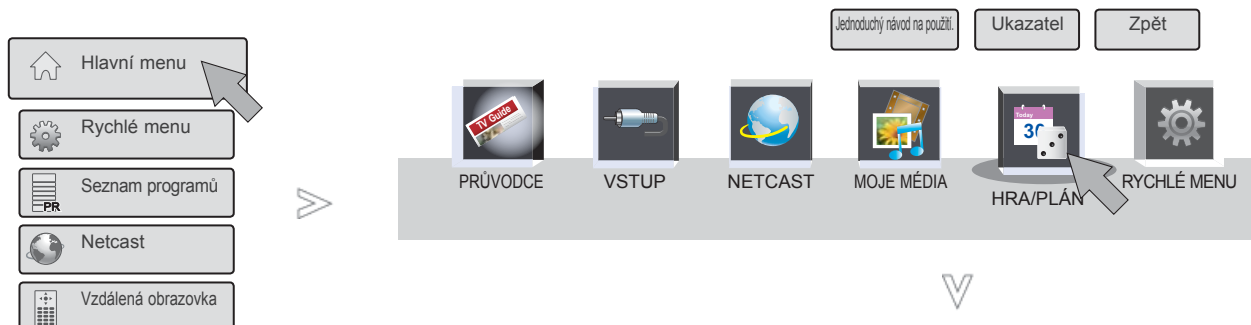 Jednoduchý návod na použití.
Ukazatel
Zpět
Hlavní menu
Rychlé menu
Seznam programů
PR
Netcast
Vzdálená obrazovka
TV Guide
PRŮVODCE
VSTUP
NETCAST
MOJE MÉDIA
Today
30
HRA/PLÁN
RYCHLÉ MENU